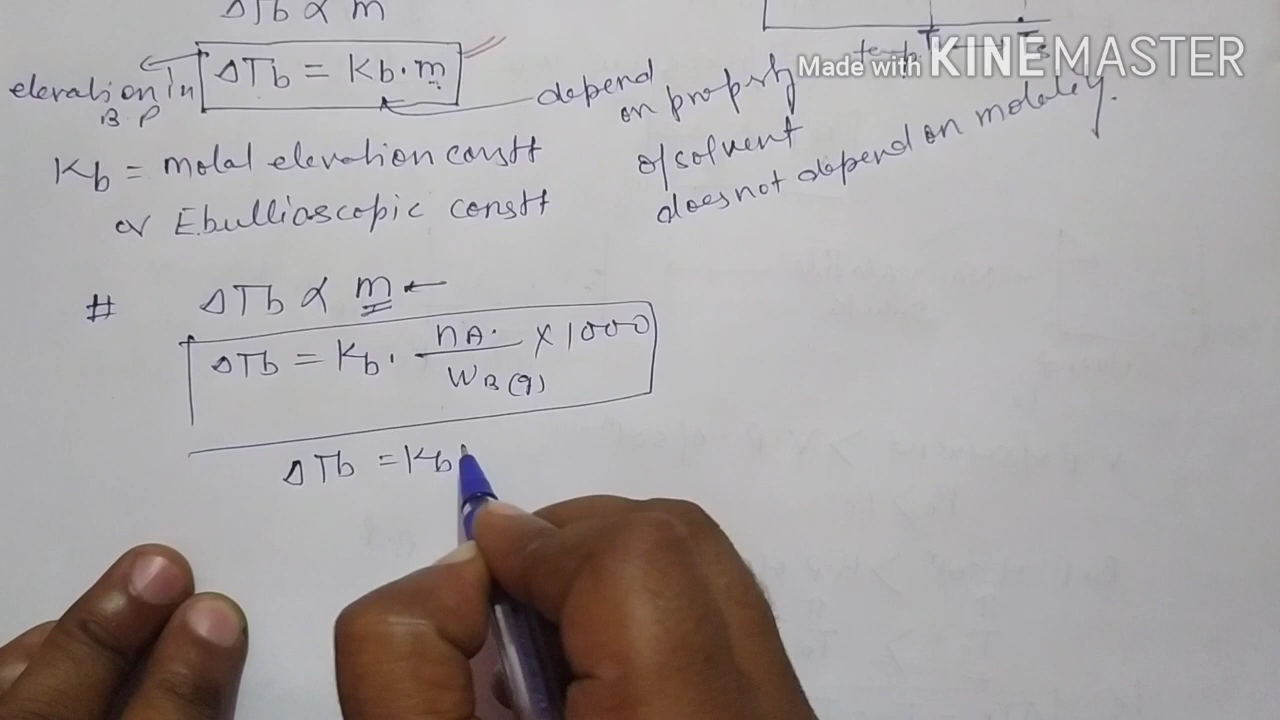 ΔTb ∝ m
Made with KINEMASTER
elevation in ΔTb = Kb·m
B.P
depend
on property
of solvent
does not depend on molality.
Kb = molal elevation constt
or Ebullioscopic constt
# ΔTb ∝ m ←
ΔTb = Kb · nA. / WB(g) × 1000
ΔTb = Kb